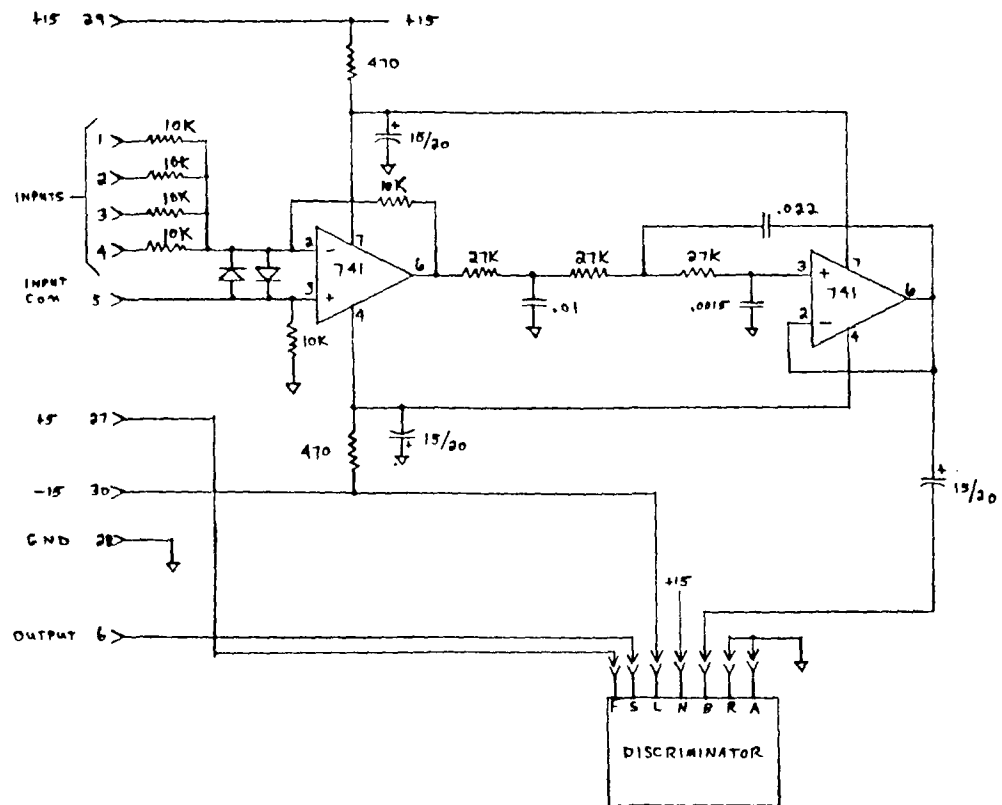 +15 29 +15
470
+ 15/20
1 10K
2 10K
INPUTS
3 10K
4 10K
10K
2 - 7
741
6
3 +
4
INPUT
COM 5
10K
27K
27K
27K
.01
.022
.0015
3 + 7
741
6
2 -
4
+5 27
470
+ 15/20
-15 30
+ 15/20
GND 28
+15
OUTPUT 6
F S L N B R A
DISCRIMINATOR